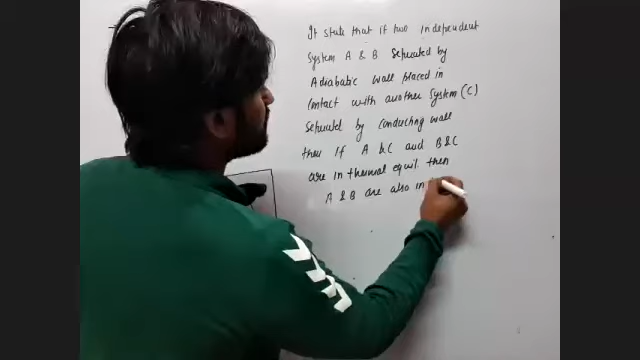 It state that if two independent
System A & B Seperated by
Adiabatic wall placed in
Contact with another System (C)
Seperated by Conducting wall
then if A & C and B & C
are in thermal equil. then
A & B are also in